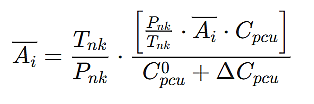 $\overline{A_i} = \frac{T_{nk}}{P_{nk}} \cdot \frac{\left[ \frac{P_{nk}}{T_{nk}} \cdot \overline{A_i} \cdot C_{pcu} \right]}{C_{pcu}^{0} + \Delta C_{pcu}}$